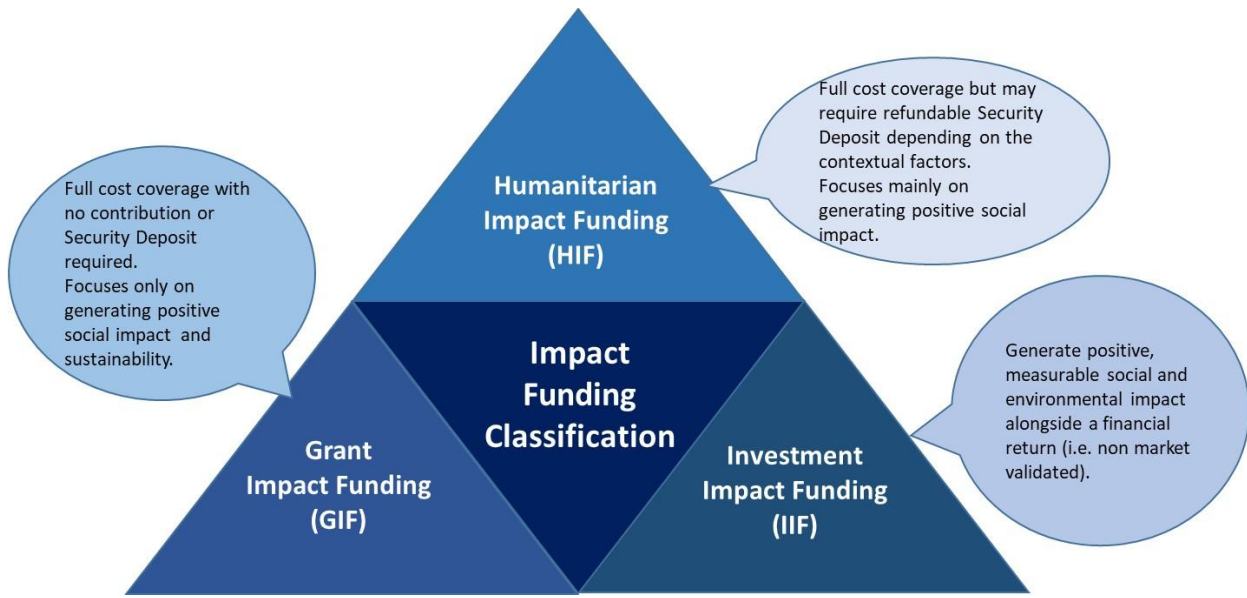 Humanitarian
Impact Funding
(HIF)
Full cost coverage but may
require refundable Security
Deposit depending on the
contextual factors.
Focuses mainly on
generating positive social
impact.
Full cost coverage with
no contribution or
Security Deposit
required.
Focuses only on
generating positive
social impact and
sustainability.
Impact
Funding
Classification
Generate positive,
measurable social and
environmental impact
alongside a financial
return (i.e. non market
validated).
Grant
Impact Funding
(GIF)
Investment
Impact Funding
(IIF)